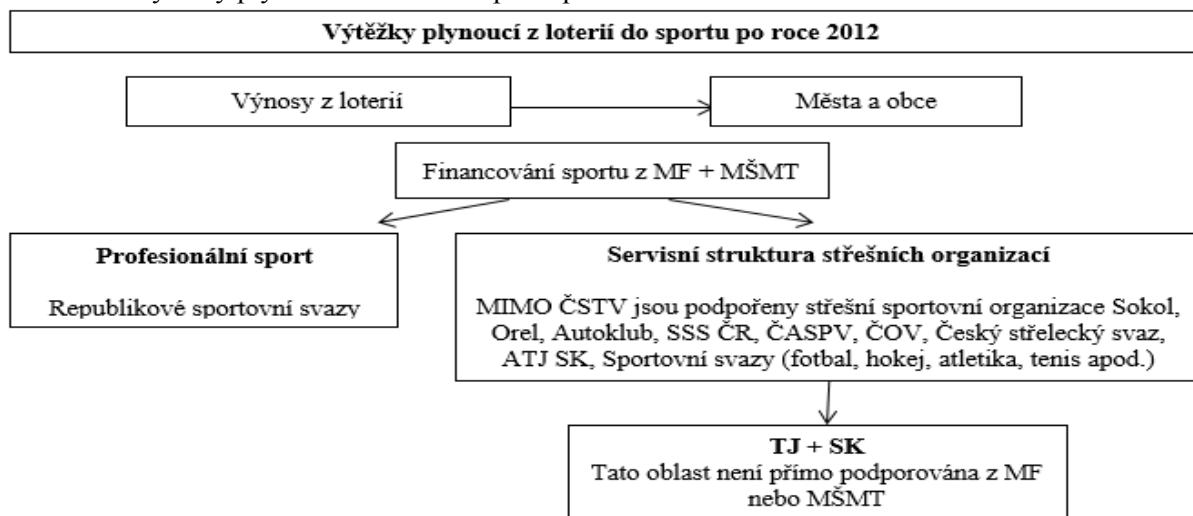 Výtěžky plynoucí z loterií do sportu po roce 2012
Výnosy z loterií
Města a obce
Financování sportu z MF + MŠMT
Profesionální sport
Republikové sportovní svazy
Servisní struktura střešních organizací
MIMO ČSTV jsou podpořeny střešní sportovní organizace Sokol,
Orel, Autoklub, SSS ČR, ČASPV, ČOV, Český střelecký svaz,
ATJ SK, Sportovní svazy (fotbal, hokej, atletika, tenis apod.)
TJ + SK
Tato oblast není přímo podporována z MF
nebo MŠMT